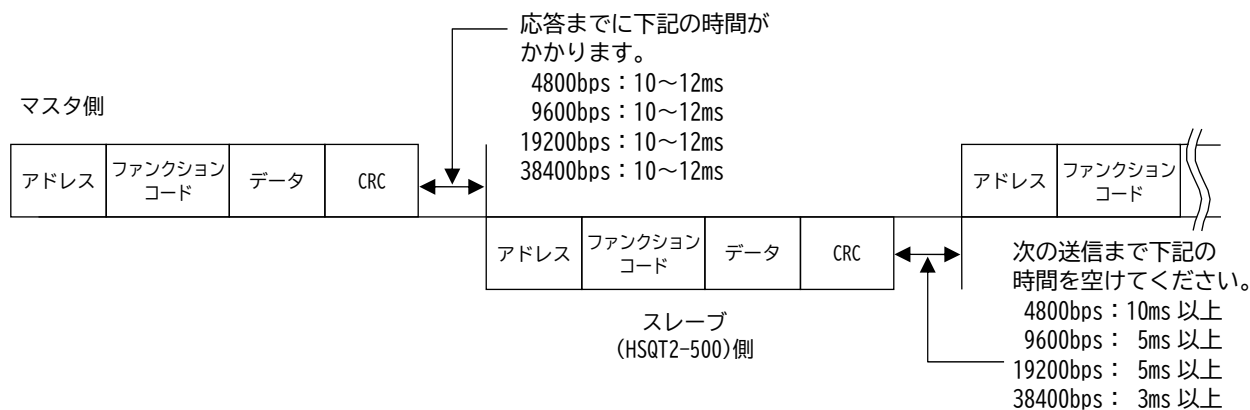 応答までに下記の時間が
かかります。
4800bps：10～12ms
9600bps：10～12ms
19200bps：10～12ms
38400bps：10～12ms
マスタ側
アドレス
ファンクション
コード
データ
CRC
アドレス
ファンクション
コード
アドレス
ファンクション
コード
データ
CRC
スレーブ
(HSQT2-500)側
次の送信まで下記の
時間を空けてください。
4800bps：10ms 以上
9600bps： 5ms 以上
19200bps： 5ms 以上
38400bps： 3ms 以上